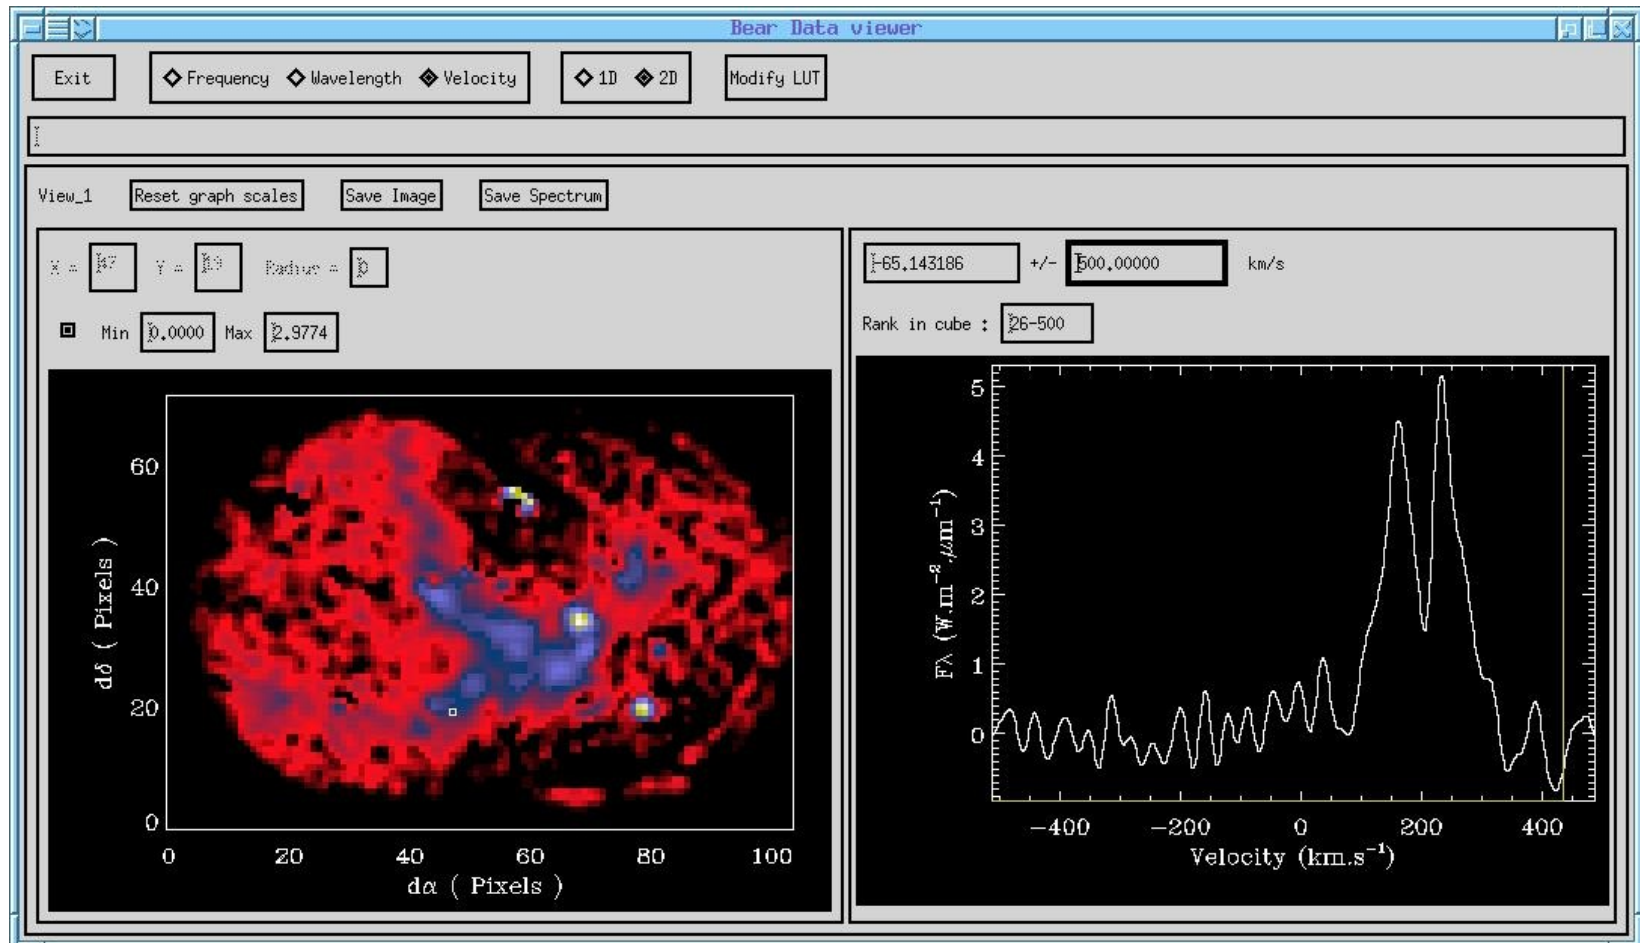 Bear Data viewer
Exit Frequency Wavelength Velocity 1D 2D Modify LUT
View_1 Reset graph scales Save Image Save Spectrum
X = 47 Y = 19 Radius = 0
Min 0.0000 Max 2.9774
60
40
20
0
0 20 40 60 80 100
dα ( Pixels )
dδ ( Pixels )
-65.143186 +/- 500.00000 km/s
Rank in cube : 26-500
5
4
3
2
1
0
−400 −200 0 200 400
Velocity (km.s⁻¹)
Fλ (W.m⁻².μm⁻¹)